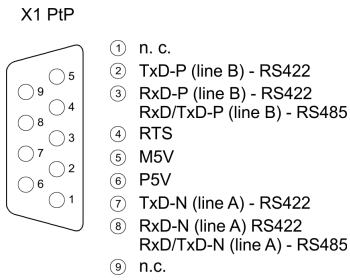 X1 PtP
5
9
4
8
3
7
2
6
1
1 n. c.
2 TxD-P (line B) - RS422
3 RxD-P (line B) - RS422
RxD/TxD-P (line B) - RS485
4 RTS
5 M5V
6 P5V
7 TxD-N (line A) - RS422
8 RxD-N (line A) RS422
RxD/TxD-N (line A) - RS485
9 n.c.